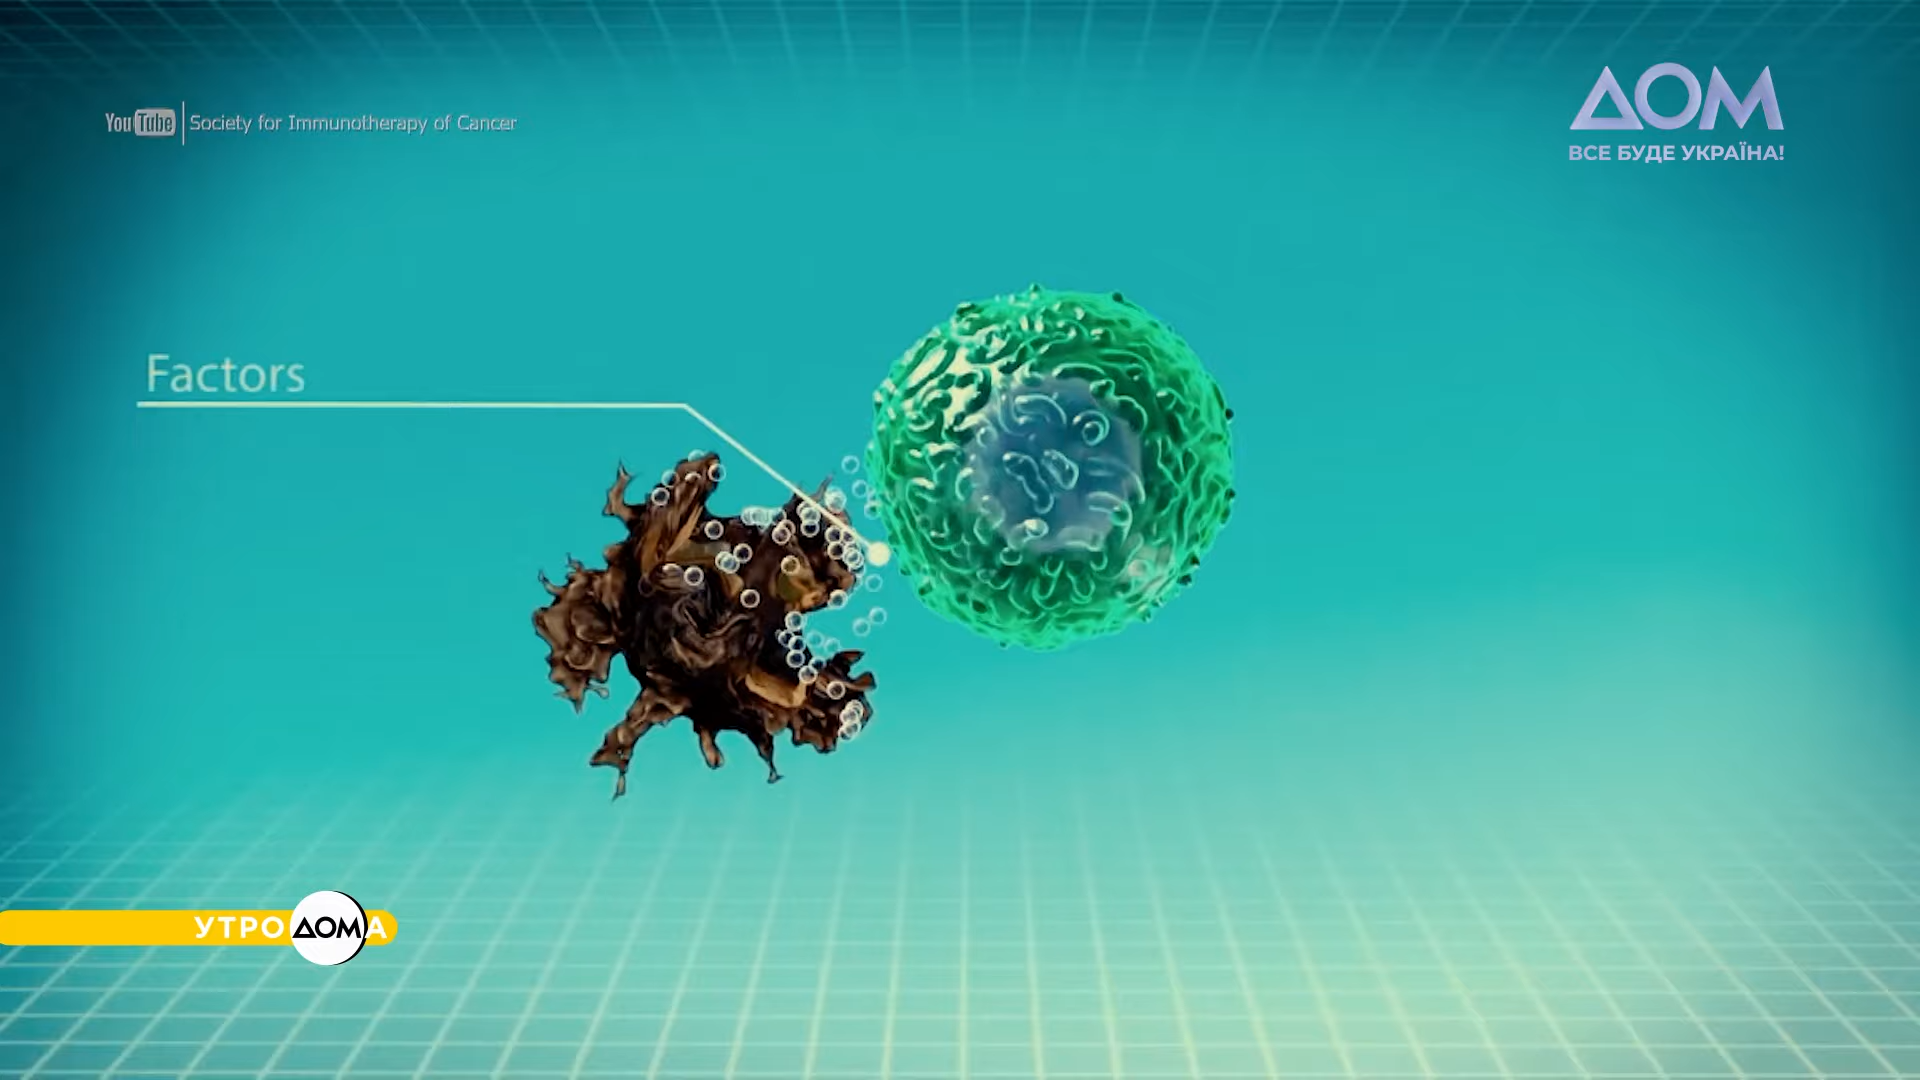 YouTube | Society for Immunotherapy of Cancer
ДОМ
ВСЕ БУДЕ УКРАЇНА!
Factors
УТРО ДОМА